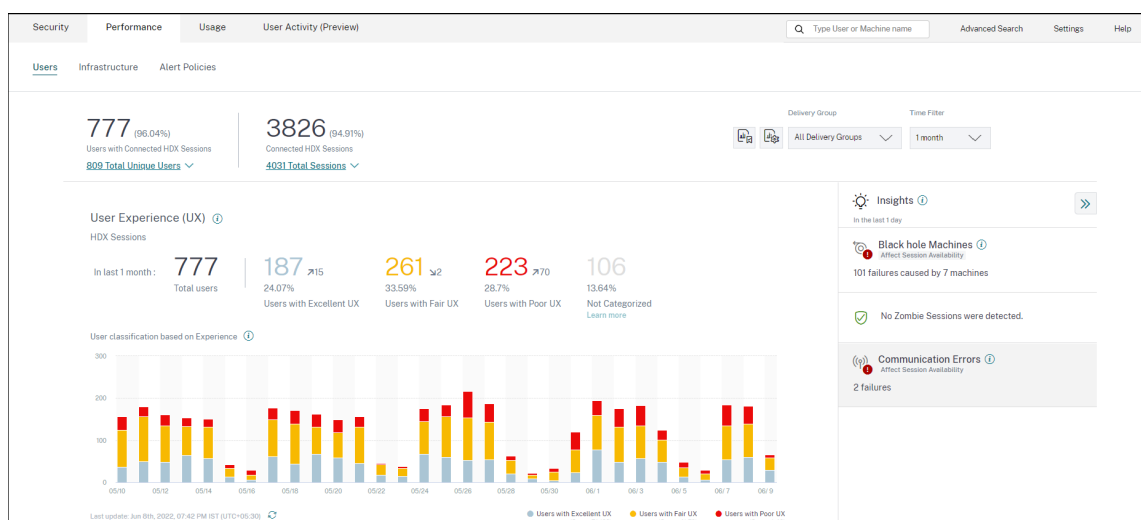 Security Performance Usage User Activity (Preview) Type User or Machine name Advanced Search Settings Help
Users Infrastructure Alert Policies
Delivery Group Time Filter
777 (96.04%) 3826 (94.91%) All Delivery Groups 1 month
Users with Connected HDX Sessions Connected HDX Sessions
809 Total Unique Users 4031 Total Sessions
User Experience (UX)
HDX Sessions
In last 1 month : 777 187 15 261 2 223 70 106
Total users 24.07% 33.59% 28.7% 13.64%
Users with Excellent UX Users with Fair UX Users with Poor UX Not Categorized
Learn more
User classification based on Experience
300
200
100
0
05/10 05/12 05/14 05/16 05/18 05/20 05/22 05/24 05/26 05/28 05/30 06/1 06/ 3 06/ 5 06/ 7 06/ 9
Last update: Jun 8th, 2022, 07:42 PM IST (UTC+05:30) Users with Excellent UX Users with Fair UX Users with Poor UX
Insights
In the last 1 day
Black hole Machines
Affect Session Availability
101 failures caused by 7 machines
No Zombie Sessions were detected.
Communication Errors
Affect Session Availability
2 failures